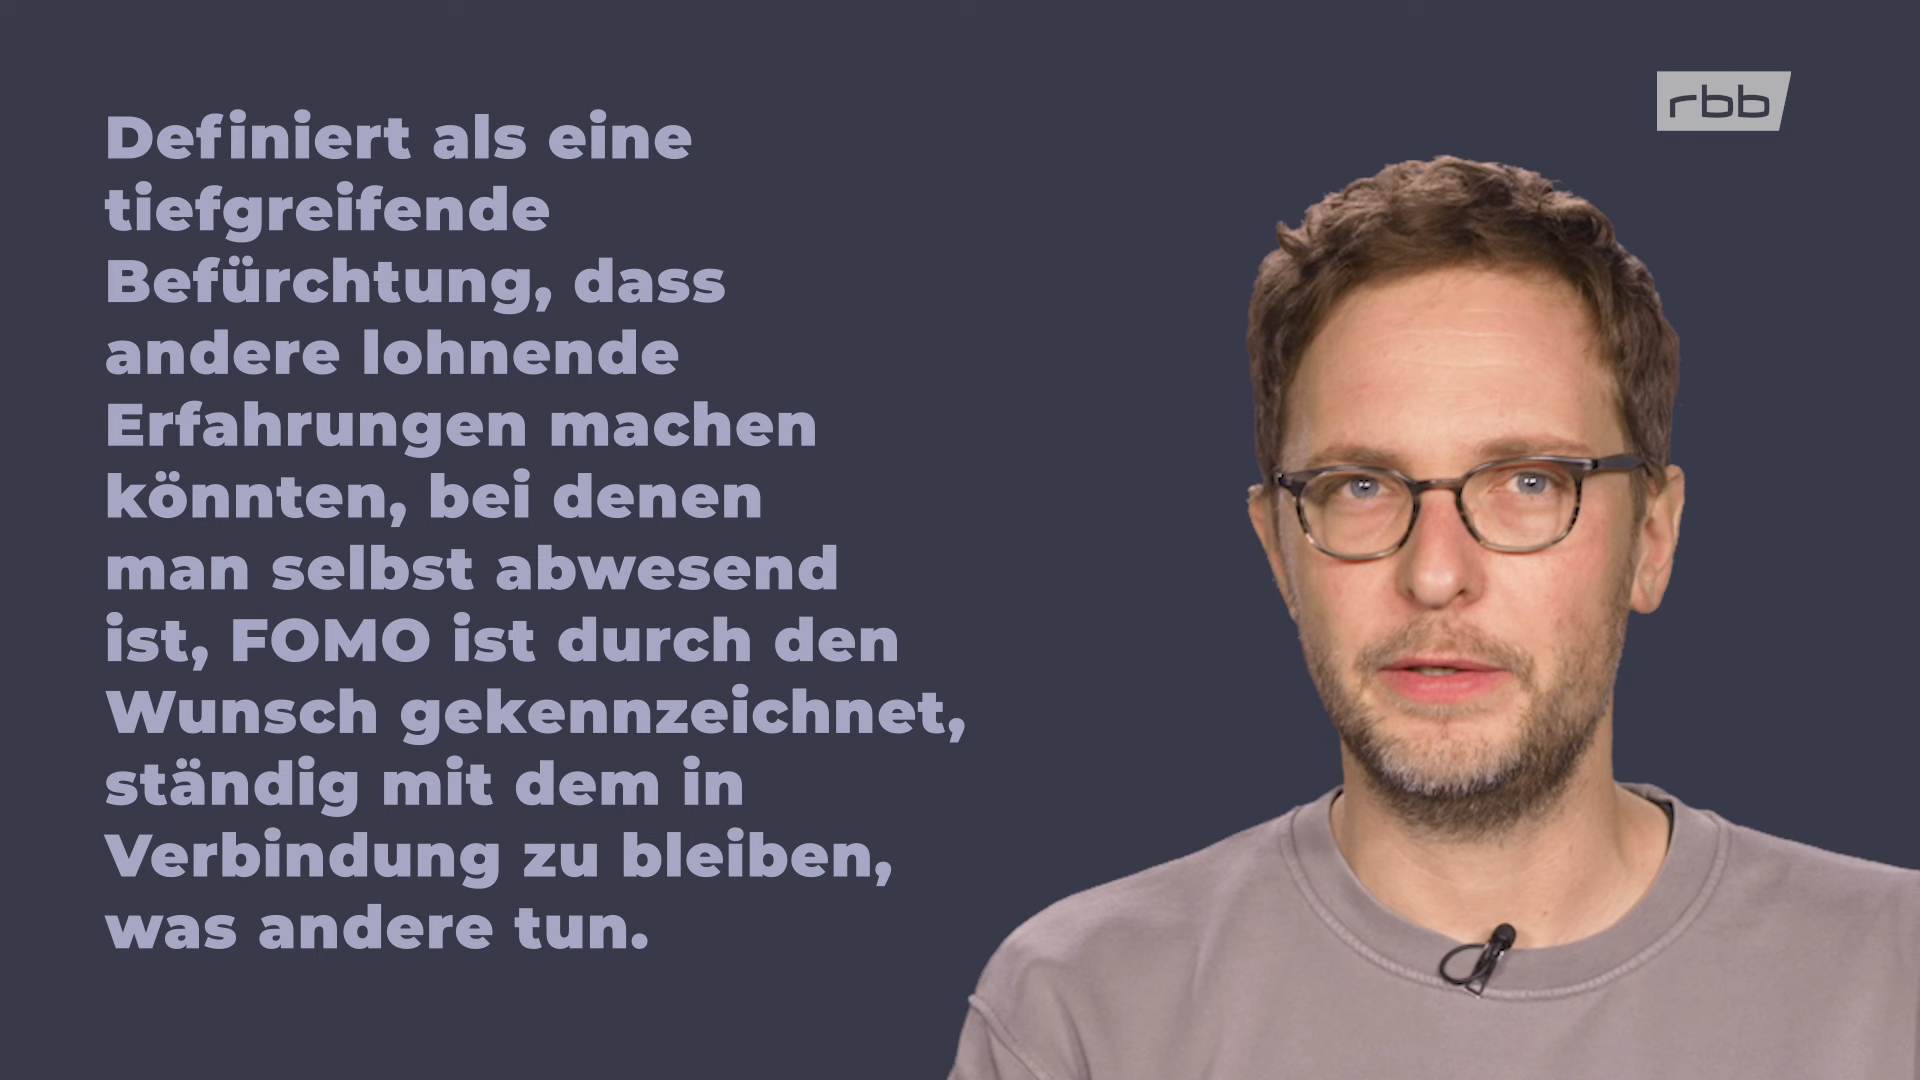 rbb
Definiert als eine
tiefgreifende
Befürchtung, dass
andere lohnende
Erfahrungen machen
könnten, bei denen
man selbst abwesend
ist, FOMO ist durch den
Wunsch gekennzeichnet,
ständig mit dem in
Verbindung zu bleiben,
was andere tun.